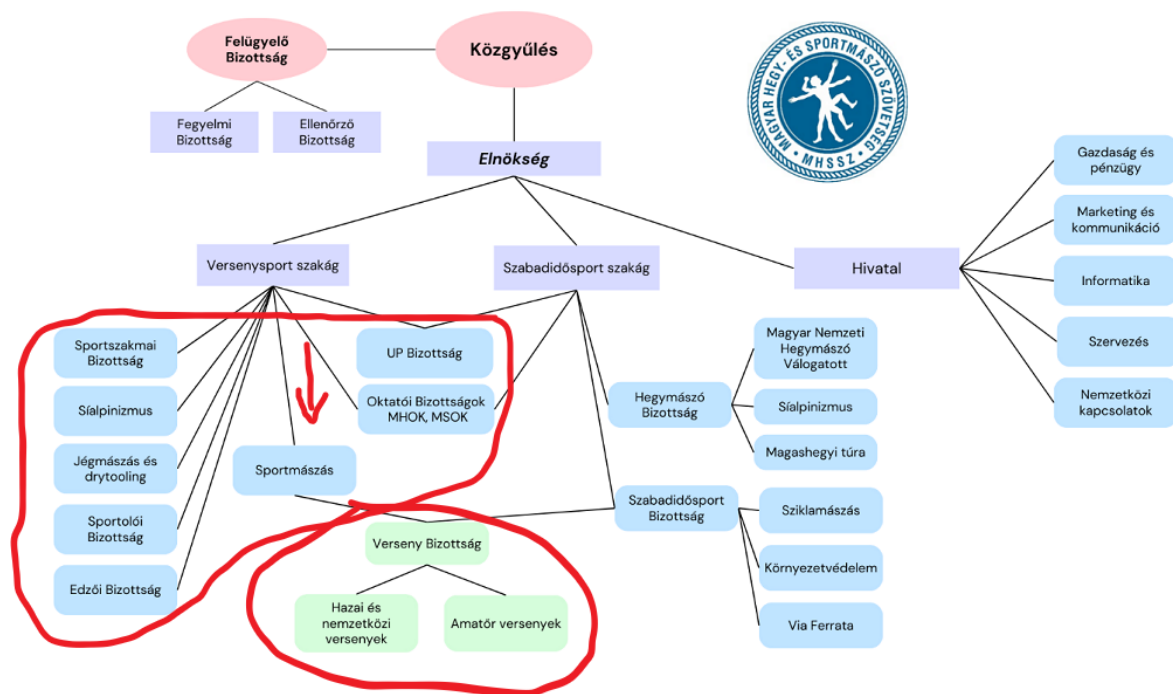 Felügyelő
Bizottság
Közgyűlés
MAGYAR HEGY- ÉS SPORTMÁSZÓ SZÖVETSÉG
• MHSSZ •
Fegyelmi
Bizottság
Ellenőrző
Bizottság
Elnökség
Versenysport szakág
Szabadidősport szakág
Hivatal
Gazdaság és
pénzügy
Marketing és
kommunikáció
Informatika
Szervezés
Nemzetközi
kapcsolatok
Sportszakmai
Bizottság
Síalpinizmus
Jégmászás és
drytooling
Sportolói
Bizottság
Edzői Bizottság
UP Bizottság
Oktatói Bizottságok
MHOK, MSOK
Sportmászás
Verseny Bizottság
Hazai és
nemzetközi
versenyek
Amatőr versenyek
Hegymászó
Bizottság
Magyar Nemzeti
Hegymászó
Válogatott
Síalpinizmus
Magashegyi túra
Szabadidősport
Bizottság
Sziklamászás
Környezetvédelem
Via Ferrata